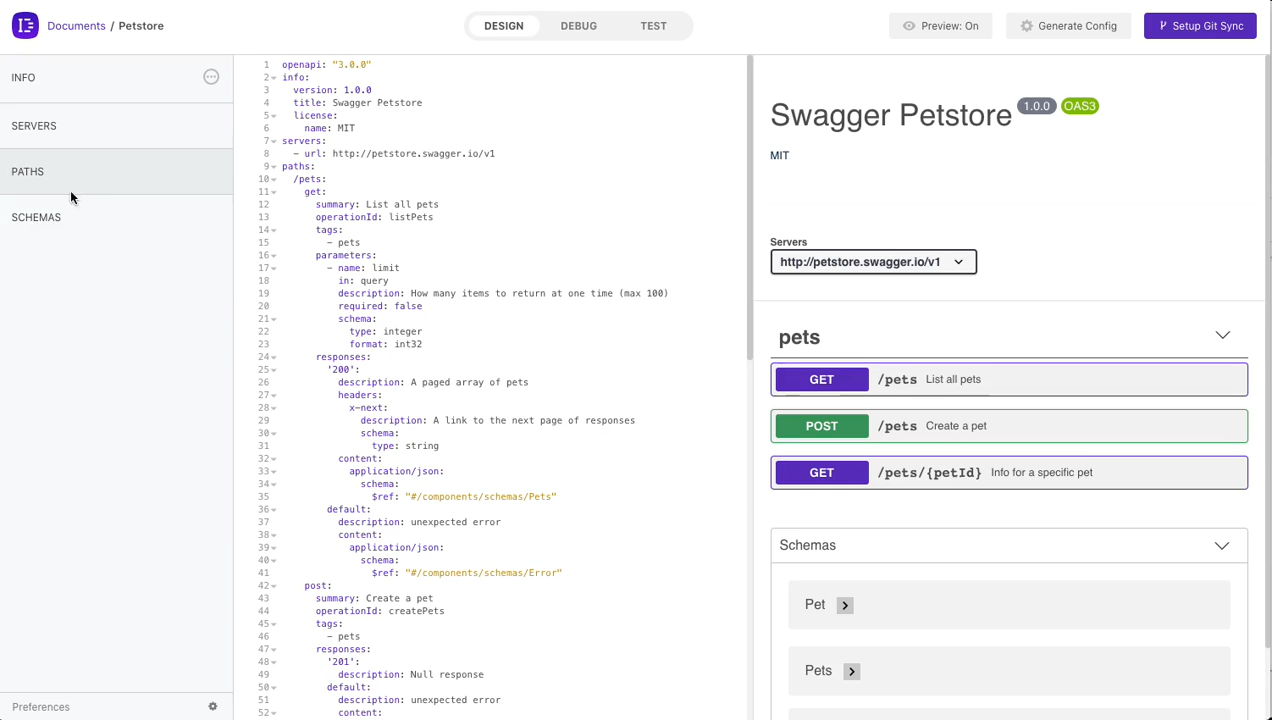 Documents / Petstore
DESIGN DEBUG TEST
Preview: On
Generate Config
Setup Git Sync
INFO
SERVERS
PATHS
SCHEMAS
Preferences
1 openapi: "3.0.0"
2 info:
3 version: 1.0.0
4 title: Swagger Petstore
5 license:
6 name: MIT
7 servers:
8 - url: http://petstore.swagger.io/v1
9 paths:
10 /pets:
11 get:
12 summary: List all pets
13 operationId: listPets
14 tags:
15 - pets
16 parameters:
17 - name: limit
18 in: query
19 description: How many items to return at one time (max 100)
20 required: false
21 schema:
22 type: integer
23 format: int32
24 responses:
25 '200':
26 description: A paged array of pets
27 headers:
28 x-next:
29 description: A link to the next page of responses
30 schema:
31 type: string
32 content:
33 application/json:
34 schema:
35 $ref: "#/components/schemas/Pets"
36 default:
37 description: unexpected error
38 content:
39 application/json:
40 schema:
41 $ref: "#/components/schemas/Error"
42 post:
43 summary: Create a pet
44 operationId: createPets
45 tags:
46 - pets
47 responses:
48 '201':
49 description: Null response
50 default:
51 description: unexpected error
52 content:
Swagger Petstore 1.0.0 OAS3
MIT
Servers
http://petstore.swagger.io/v1
pets
GET /pets List all pets
POST /pets Create a pet
GET /pets/{petId} Info for a specific pet
Schemas
Pet
Pets